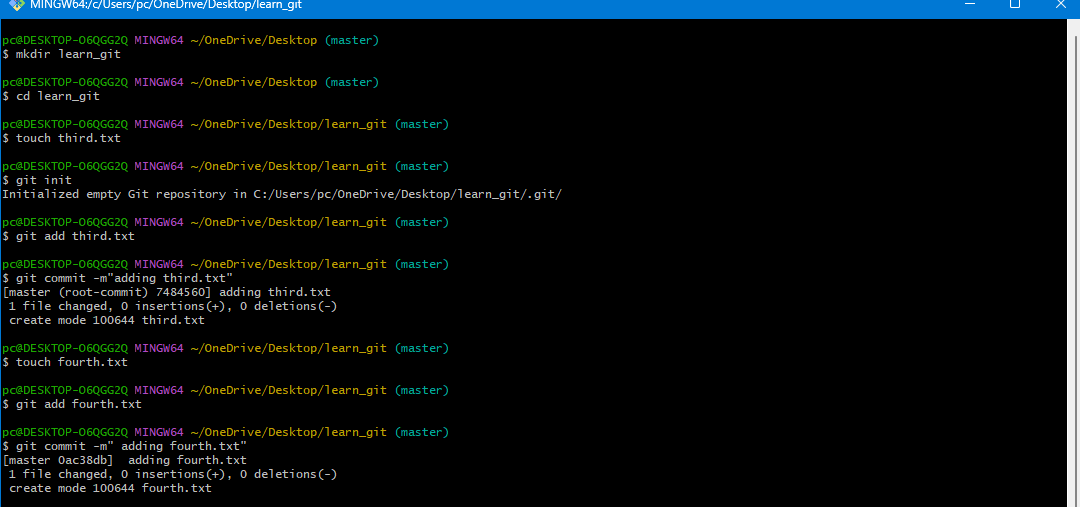 MINGW64:/c/Users/pc/OneDrive/Desktop/learn_git
pc@DESKTOP-O6QGG2Q MINGW64 ~/OneDrive/Desktop (master)
$ mkdir learn_git
pc@DESKTOP-O6QGG2Q MINGW64 ~/OneDrive/Desktop (master)
$ cd learn_git
pc@DESKTOP-O6QGG2Q MINGW64 ~/OneDrive/Desktop/learn_git (master)
$ touch third.txt
pc@DESKTOP-O6QGG2Q MINGW64 ~/OneDrive/Desktop/learn_git (master)
$ git init
Initialized empty Git repository in C:/Users/pc/OneDrive/Desktop/learn_git/.git/
pc@DESKTOP-O6QGG2Q MINGW64 ~/OneDrive/Desktop/learn_git (master)
$ git add third.txt
pc@DESKTOP-O6QGG2Q MINGW64 ~/OneDrive/Desktop/learn_git (master)
$ git commit -m"adding third.txt"
[master (root-commit) 7484560] adding third.txt
 1 file changed, 0 insertions(+), 0 deletions(-)
 create mode 100644 third.txt
pc@DESKTOP-O6QGG2Q MINGW64 ~/OneDrive/Desktop/learn_git (master)
$ touch fourth.txt
pc@DESKTOP-O6QGG2Q MINGW64 ~/OneDrive/Desktop/learn_git (master)
$ git add fourth.txt
pc@DESKTOP-O6QGG2Q MINGW64 ~/OneDrive/Desktop/learn_git (master)
$ git commit -m" adding fourth.txt"
[master 0ac38db]  adding fourth.txt
 1 file changed, 0 insertions(+), 0 deletions(-)
 create mode 100644 fourth.txt